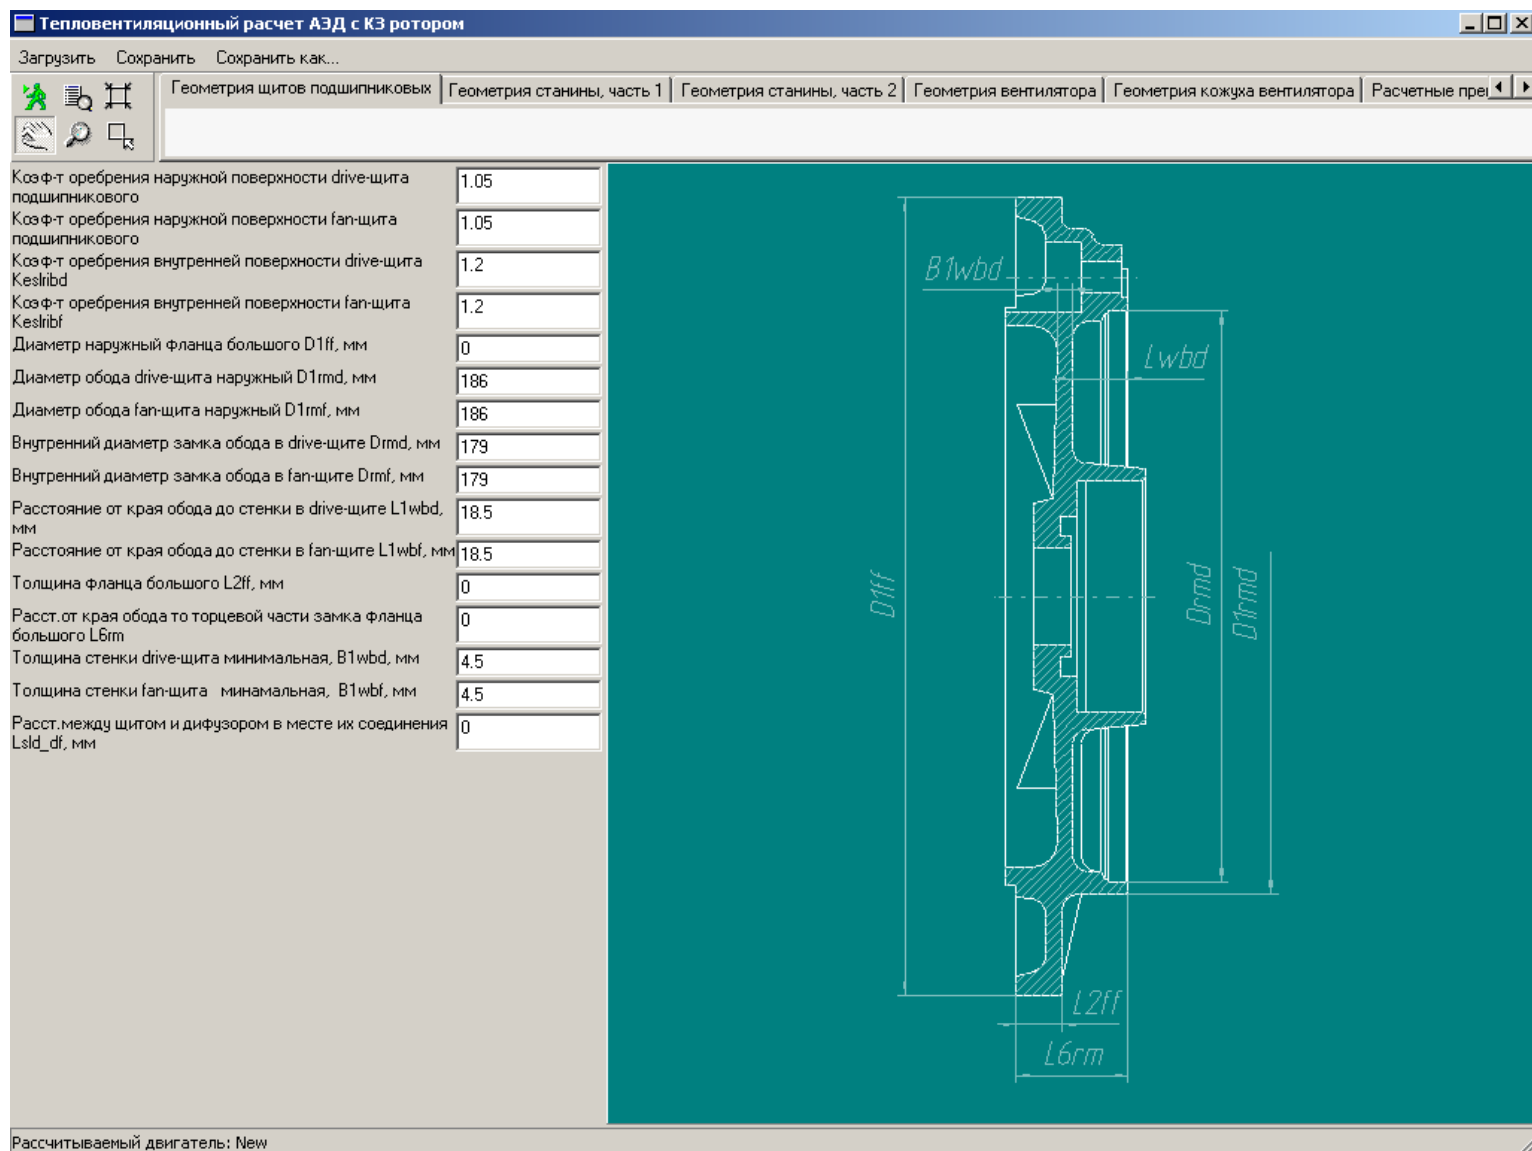 Тепловентиляционный расчет АЭД с КЗ ротором
Загрузить Сохранить Сохранить как...
Геометрия щитов подшипниковых Геометрия станины, часть 1 Геометрия станины, часть 2 Геометрия вентилятора Геометрия кожуха вентилятора Расчетные пре
Коэф-т оребрения наружной поверхности drive-щита
подшипникового
1.05
Коэф-т оребрения наружной поверхности fan-щита
подшипникового
1.05
Коэф-т оребрения внутренней поверхности drive-щита
Keslribd
1.2
Коэф-т оребрения внутренней поверхности fan-щита
Keslribf
1.2
Диаметр наружный фланца большого D1ff, мм
0
Диаметр обода drive-щита наружный D1rmd, мм
186
Диаметр обода fan-щита наружный D1rmf, мм
186
Внутренний диаметр замка обода в drive-щите Drmd, мм
179
Внутренний диаметр замка обода в fan-щите Drmf, мм
179
Расстояние от края обода до стенки в drive-щите L1wbd,
мм
18.5
Расстояние от края обода до стенки в fan-щите L1wbf, мм
18.5
Толщина фланца большого L2ff, мм
0
Расст.от края обода то торцевой части замка фланца
большого L6rm
0
Толщина стенки drive-щита минимальная, B1wbd, мм
4.5
Толщина стенки fan-щита минамальная, B1wbf, мм
4.5
Расст.между щитом и дифузором в месте их соединения
Lsld_df, мм
0
B1wbd
Lwbd
D1ff
Drmd
D1rmd
L2ff
L6rm
Рассчитываемый двигатель: New